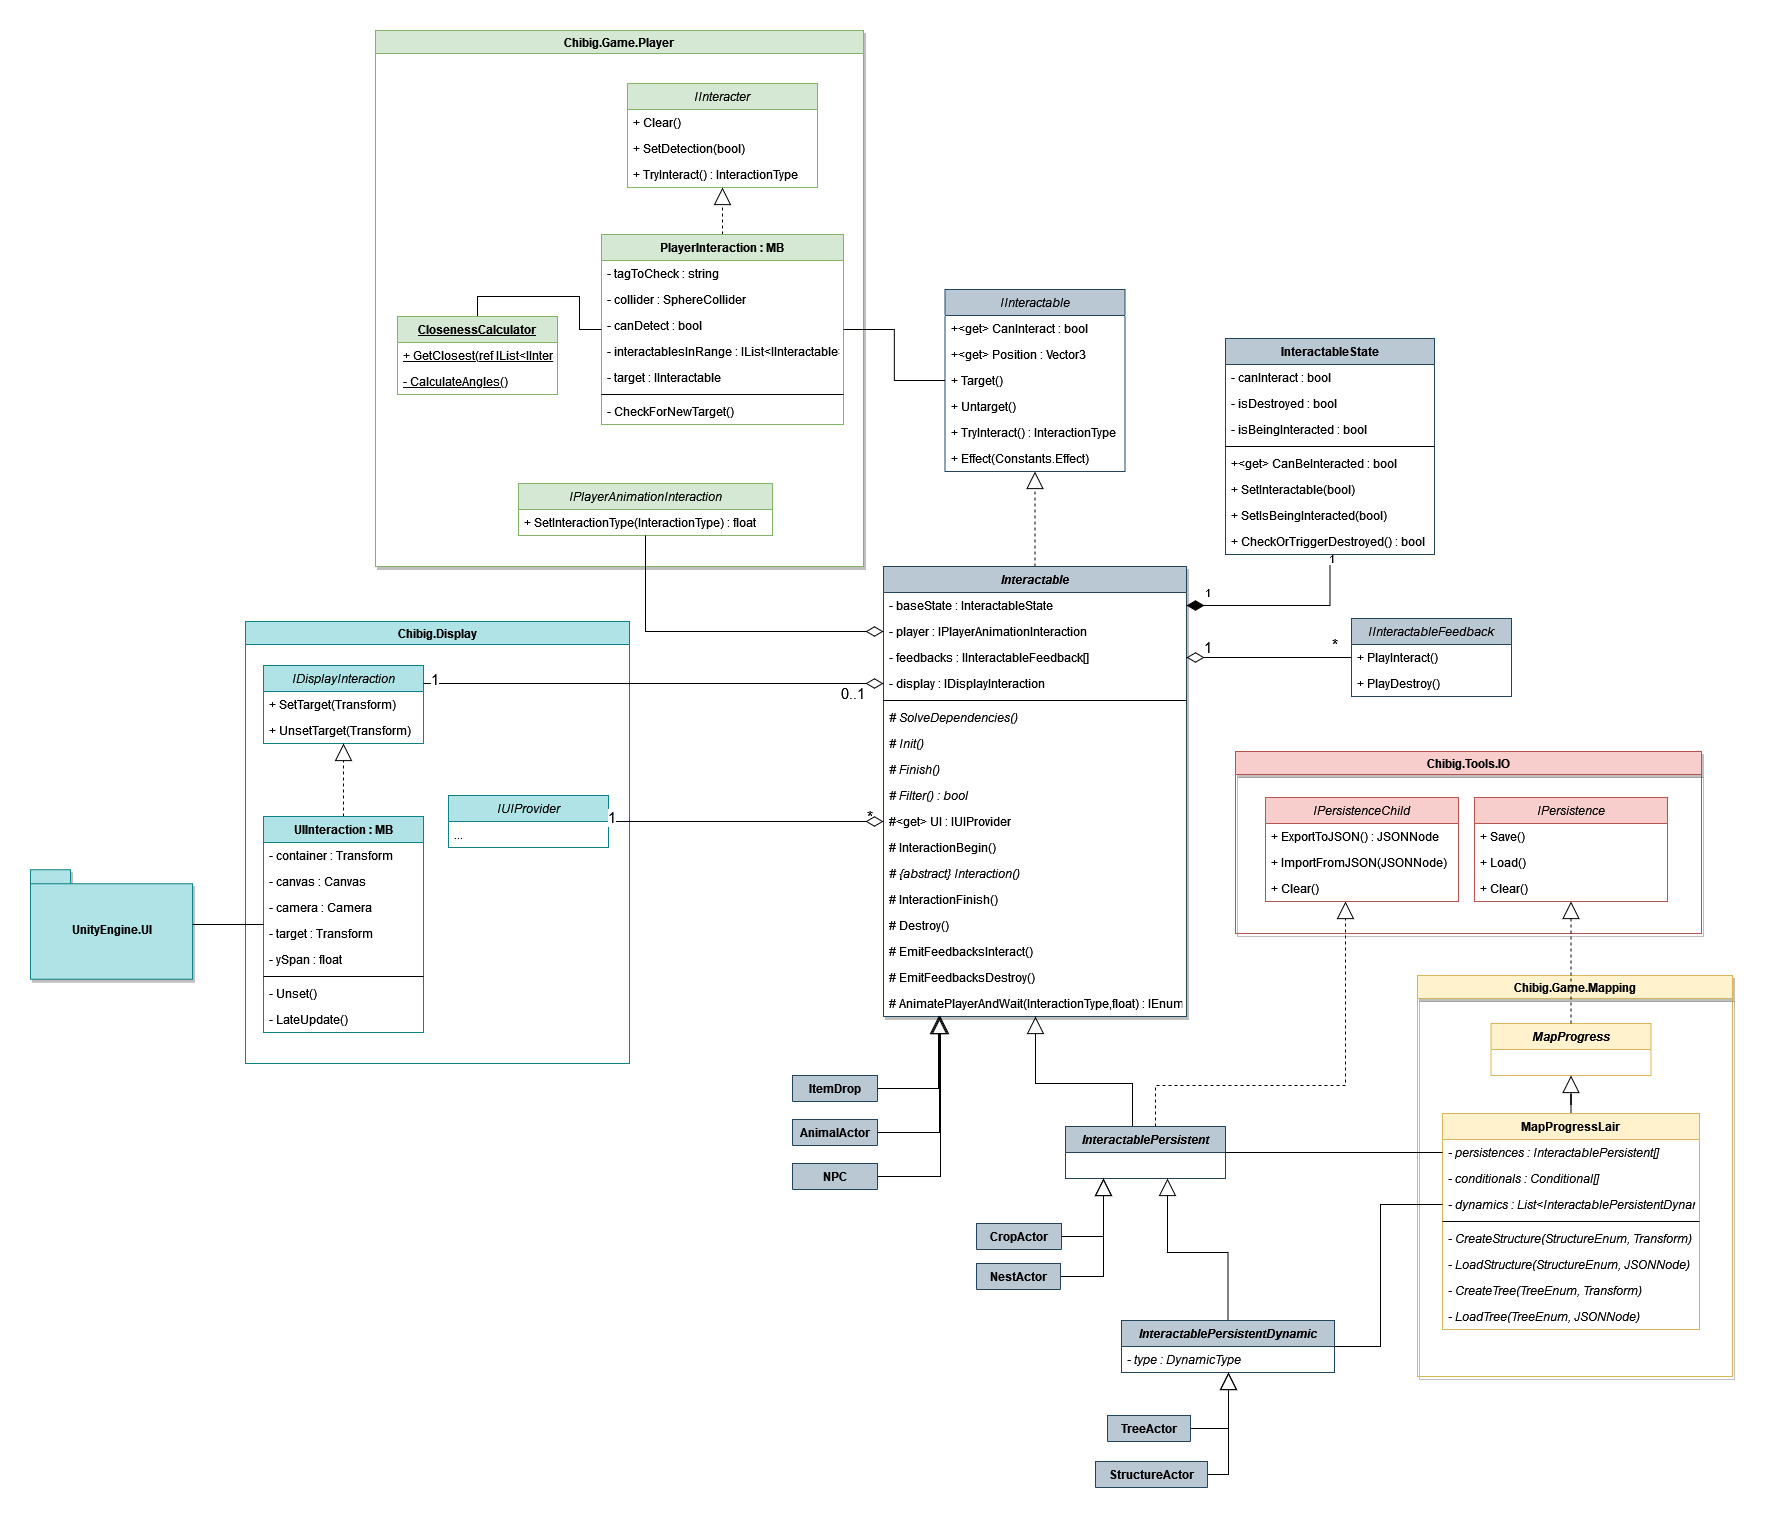 Chibig.Game.Player
IInteracter
+ Clear()
+ SetDetection(bool)
+ TryInteract() : InteractionType
PlayerInteraction : MB
- tagToCheck : string
- collider : SphereCollider
- canDetect : bool
- interactablesInRange : IList<IInteractable
- target : IInteractable
- CheckForNewTarget()
ClosenessCalculator
+ GetClosest(ref IList<IInter
- CalculateAngles()
IPlayerAnimationInteraction
+ SetInteractionType(InteractionType) : float
IInteractable
+<get> CanInteract : bool
+<get> Position : Vector3
+ Target()
+ Untarget()
+ TryInteract() : InteractionType
+ Effect(Constants.Effect)
InteractableState
- canInteract : bool
- isDestroyed : bool
- isBeingInteracted : bool
+<get> CanBeInteracted : bool
+ SetInteractable(bool)
+ SetIsBeingInteracted(bool)
+ CheckOrTriggerDestroyed() : bool
1
1
Interactable
- baseState : InteractableState
- player : IPlayerAnimationInteraction
- feedbacks : IInteractableFeedback[]
- display : IDisplayInteraction
# SolveDependencies()
# Init()
# Finish()
# Filter() : bool
#<get> UI : IUIProvider
# InteractionBegin()
# {abstract} Interaction()
# InteractionFinish()
# Destroy()
# EmitFeedbacksInteract()
# EmitFeedbacksDestroy()
# AnimatePlayerAndWait(InteractionType,float) : IEnum
1
*
IInteractableFeedback
+ PlayInteract()
+ PlayDestroy()
Chibig.Display
IDisplayInteraction
+ SetTarget(Transform)
+ UnsetTarget(Transform)
1
0..1
IUIProvider
...
1
*
UIInteraction : MB
- container : Transform
- canvas : Canvas
- camera : Camera
- target : Transform
- ySpan : float
- Unset()
- LateUpdate()
UnityEngine.UI
Chibig.Tools.IO
IPersistenceChild
+ ExportToJSON() : JSONNode
+ ImportFromJSON(JSONNode)
+ Clear()
IPersistence
+ Save()
+ Load()
+ Clear()
Chibig.Game.Mapping
MapProgress
MapProgressLair
- persistences : InteractablePersistent[]
- conditionals : Conditional[]
- dynamics : List<InteractablePersistentDynar
- CreateStructure(StructureEnum, Transform)
- LoadStructure(StructureEnum, JSONNode)
- CreateTree(TreeEnum, Transform)
- LoadTree(TreeEnum, JSONNode)
ItemDrop
AnimalActor
NPC
InteractablePersistent
CropActor
NestActor
InteractablePersistentDynamic
- type : DynamicType
TreeActor
StructureActor